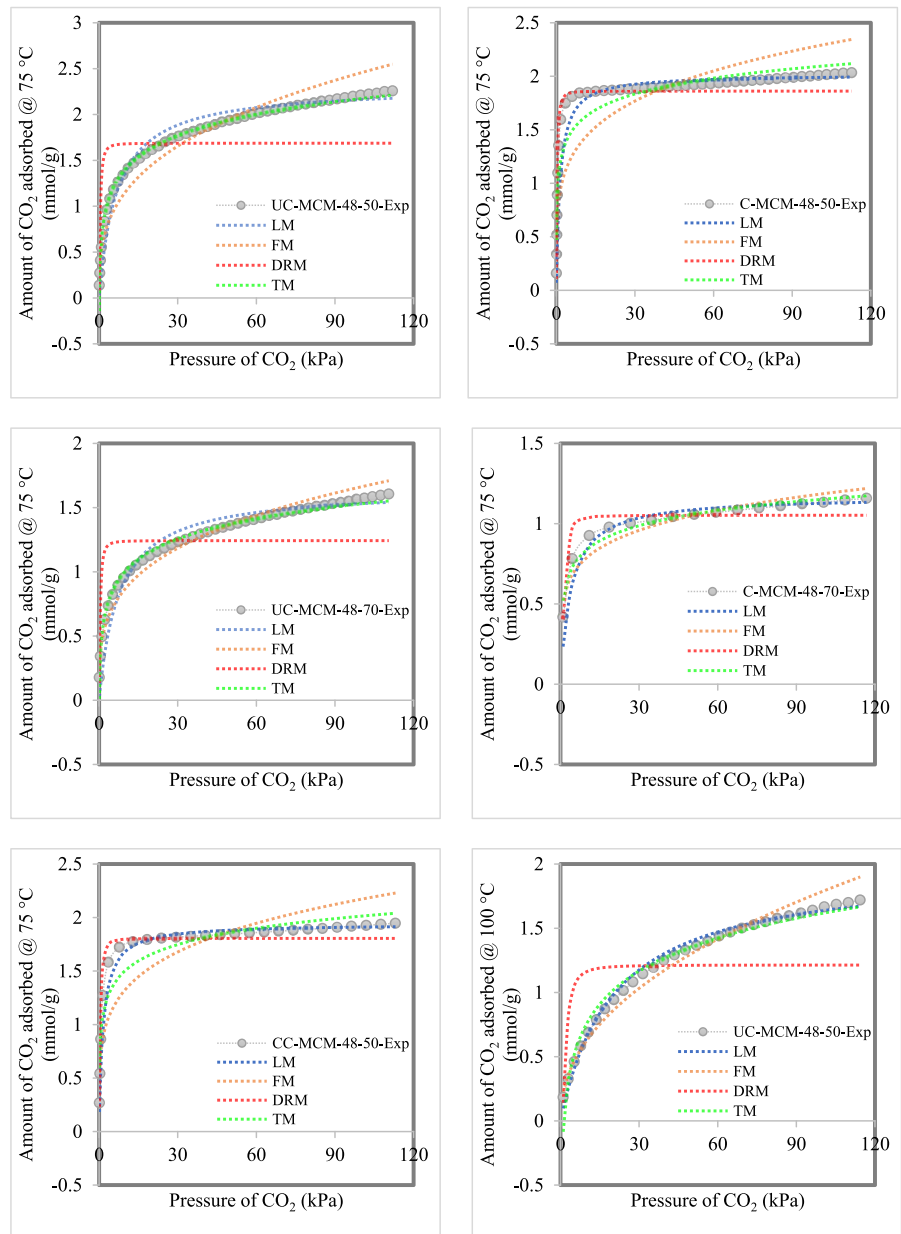 Amount of CO₂ adsorbed @ 75 °C
(mmol/g)
3
2.5
2
1.5
1
0.5
0
-0.5
0
30
60
90
120
UC-MCM-48-50-Exp
LM
FM
DRM
TM
Pressure of CO₂ (kPa)
Amount of CO₂ adsorbed @ 75 °C
(mmol/g)
2.5
2
1.5
1
0.5
0
-0.5
0
30
60
90
120
C-MCM-48-50-Exp
LM
FM
DRM
TM
Pressure of CO₂ (kPa)
Amount of CO₂ adsorbed @ 75 °C
(mmol/g)
2
1.5
1
0.5
0
-0.5
0
30
60
90
120
UC-MCM-48-70-Exp
LM
FM
DRM
TM
Pressure of CO₂ (kPa)
Amount of CO₂ adsorbed @ 75 °C
(mmol/g)
1.5
1
0.5
0
-0.5
0
30
60
90
120
C-MCM-48-70-Exp
LM
FM
DRM
TM
Pressure of CO₂ (kPa)
Amount of CO₂ adsorbed @ 75 °C
(mmol/g)
2.5
2
1.5
1
0.5
0
-0.5
0
30
60
90
120
CC-MCM-48-50-Exp
LM
FM
DRM
TM
Pressure of CO₂ (kPa)
Amount of CO₂ adsorbed @ 100 °C
(mmol/g)
2
1.5
1
0.5
0
-0.5
0
30
60
90
120
UC-MCM-48-50-Exp
LM
FM
DRM
TM
Pressure of CO₂ (kPa)